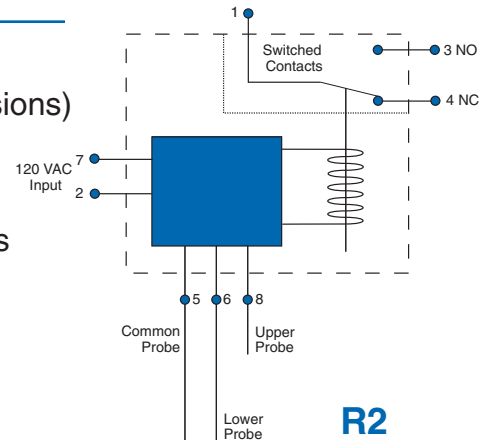 1
Switched
Contacts
3 NO
4 NC
sions)
7
120 VAC
Input
2
s
5
6
8
Common
Probe
Upper
Probe
Lower
Probe
R2